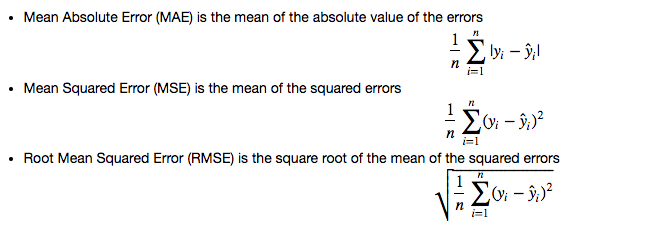 • Mean Absolute Error (MAE) is the mean of the absolute value of the errors
$\frac{1}{n} \sum_{i=1}^{n} |y_i - \hat{y}_i|$
• Mean Squared Error (MSE) is the mean of the squared errors
$\frac{1}{n} \sum_{i=1}^{n} (y_i - \hat{y}_i)^2$
• Root Mean Squared Error (RMSE) is the square root of the mean of the squared errors
$\sqrt{\frac{1}{n} \sum_{i=1}^{n} (y_i - \hat{y}_i)^2}$